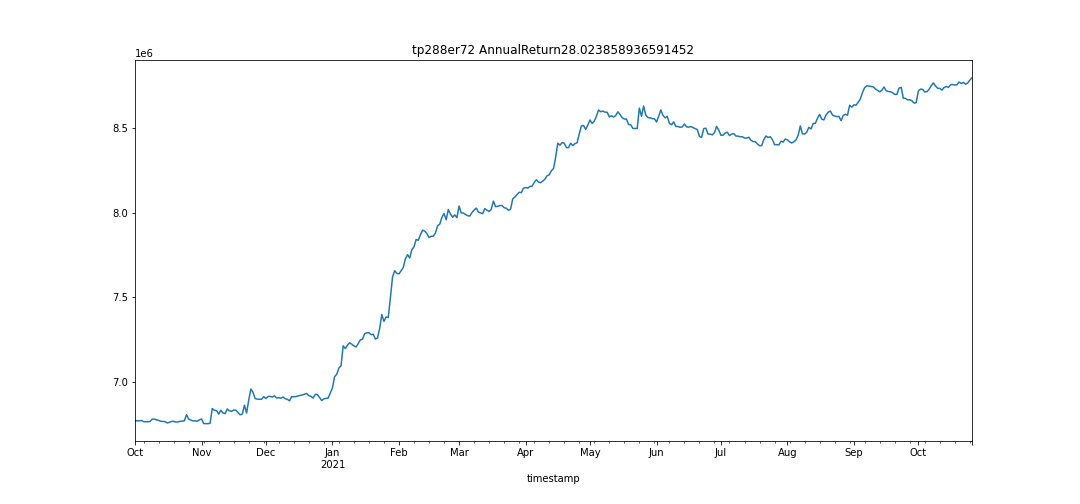 tp288er72 AnnualReturn28.023858936591452
1e6
8.5
8.0
7.5
7.0
Oct Nov Dec Jan Feb Mar Apr May Jun Jul Aug Sep Oct
2021
timestamp